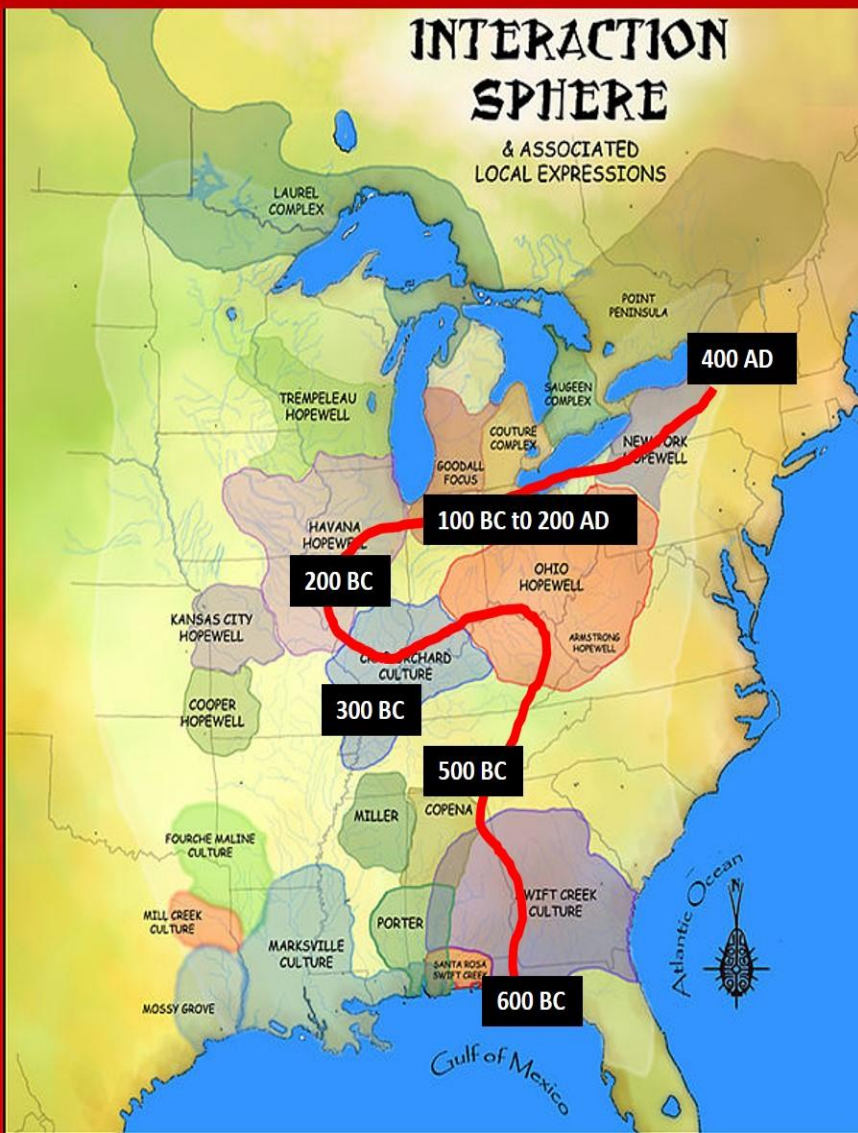 INTERACTION
SPHERE
& ASSOCIATED
LOCAL EXPRESSIONS
LAUREL
COMPLEX
POINT
PENINSULA
400 AD
SAUGEEN
COMPLEX
TREMPELEAU
HOPEWELL
COUTURE
COMPLEX
NEW YORK
HOPEWELL
GOODALL
FOCUS
100 BC t0 200 AD
HAVANA
HOPEWELL
OHIO
HOPEWELL
200 BC
KANSAS CITY
HOPEWELL
ARMSTRONG
HOPEWELL
CULTURE
300 BC
COOPER
HOPEWELL
500 BC
COPENA
MILLER
FOURCHE MALINE
CULTURE
SWIFT CREEK
CULTURE
MILL CREEK
CULTURE
PORTER
MARKSVILLE
CULTURE
SANTA ROSA
SWIFT CREEK
MOSSY GROVE
600 BC
Atlantic Ocean
N
Gulf of Mexico